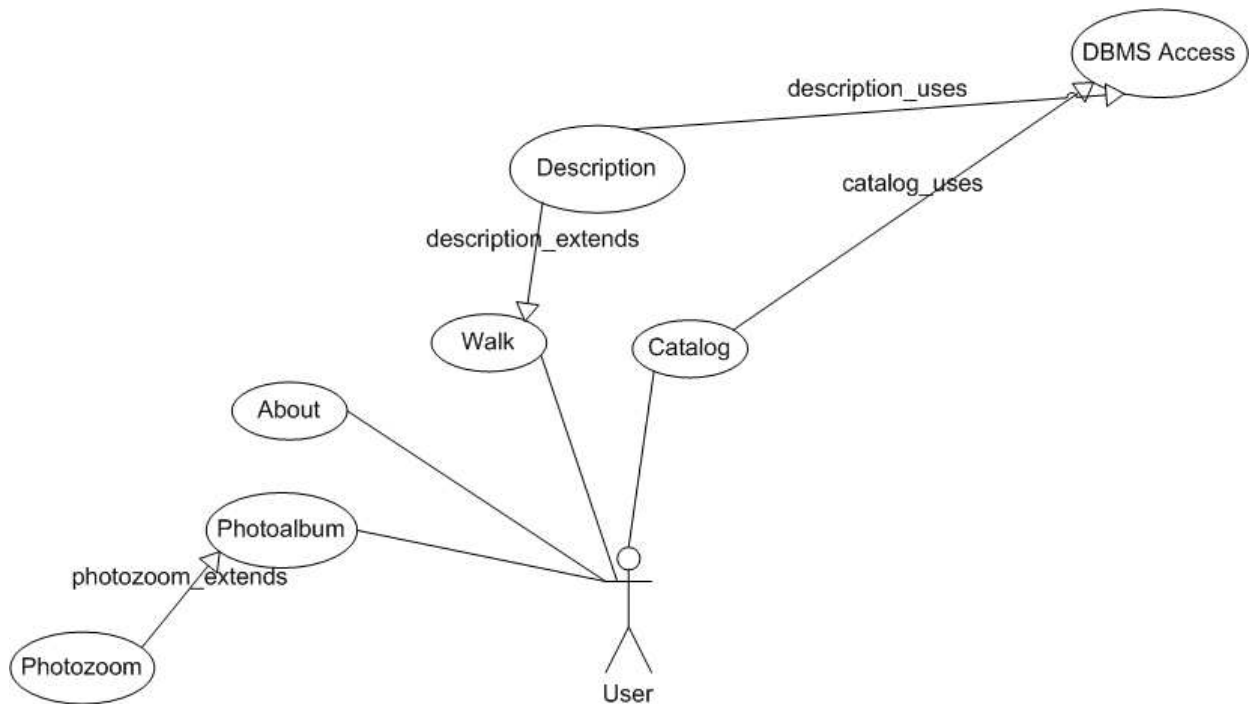 DBMS Access
description_uses
Description
catalog_uses
description_extends
Walk
Catalog
About
Photoalbum
photozoom_extends
Photozoom
User